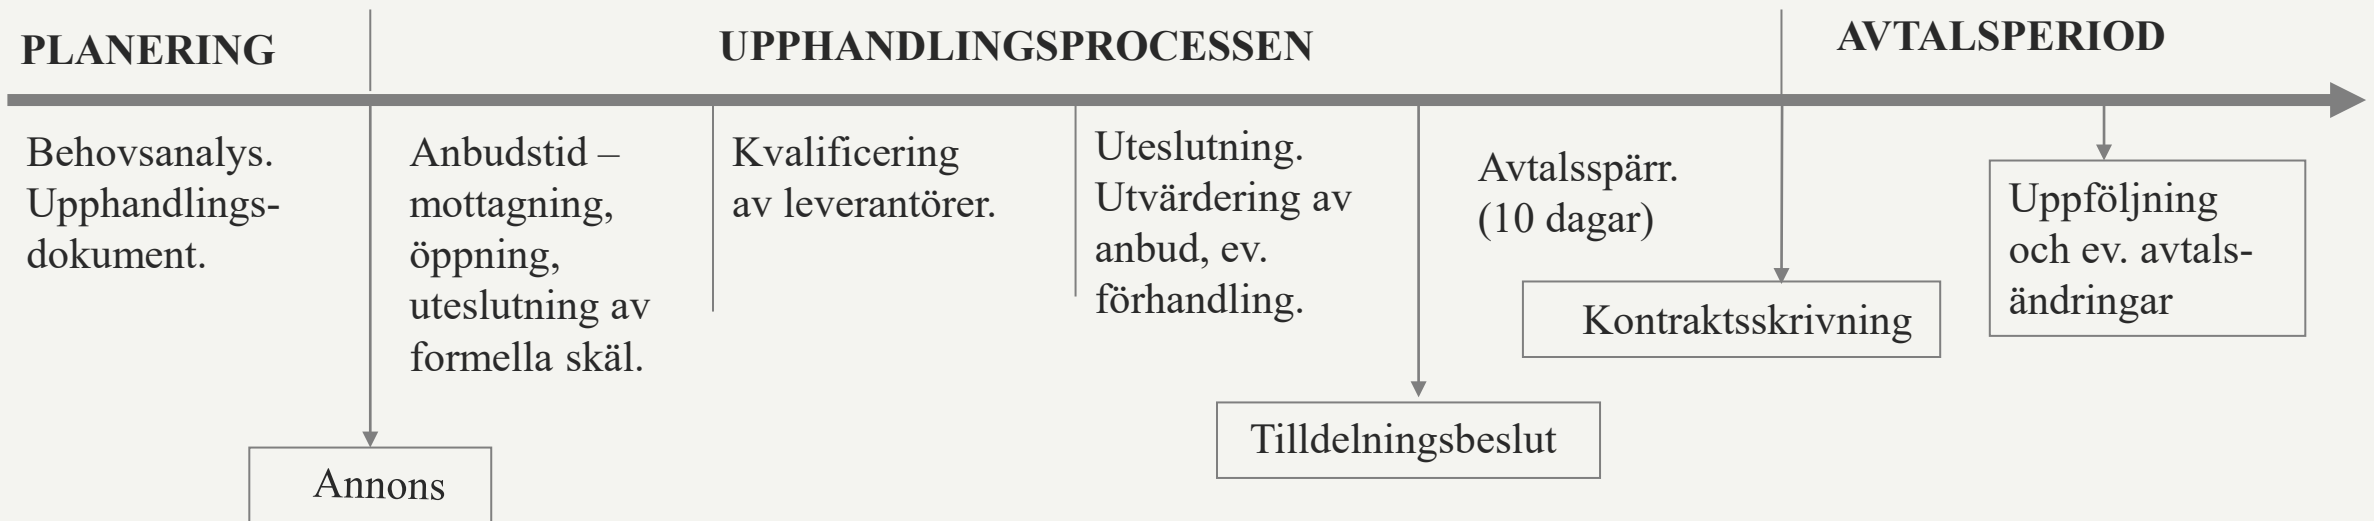 PLANERING
UPPHANDLINGSPROCESSEN
AVTALSPERIOD
Behovsanalys.
Upphandlings-
dokument.
Anbudstid –
mottagning,
öppning,
uteslutning av
formella skäl.
Kvalificering
av leverantörer.
Uteslutning.
Utvärdering av
anbud, ev.
förhandling.
Avtalsspärr.
(10 dagar)
Uppföljning
och ev. avtals-
ändringar
Kontraktsskrivning
Tilldelningsbeslut
Annons